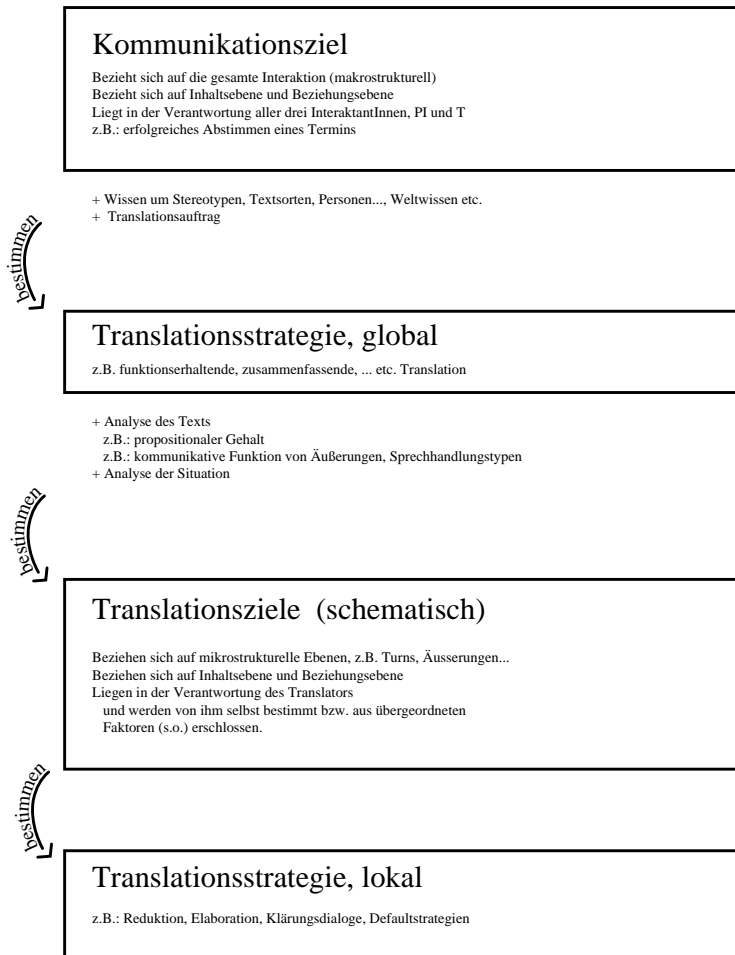 Kommunikationsziel
Bezieht sich auf die gesamte Interaktion (makrostrukturell)
Bezieht sich auf Inhaltsebene und Beziehungsebene
Liegt in der Verantwortung aller drei InteraktantInnen, PI und T
z.B.: erfolgreiches Abstimmen eines Termins
+ Wissen um Stereotypen, Textsorten, Personen..., Weltwissen etc.
+ Translationsauftrag
bestimmen
Translationsstrategie, global
z.B. funktionserhaltende, zusammenfassende, ... etc. Translation
+ Analyse des Texts
z.B.: propositionaler Gehalt
z.B.: kommunikative Funktion von Äußerungen, Sprechhandlungstypen
+ Analyse der Situation
bestimmen
Translationsziele (schematisch)
Beziehen sich auf mikrostrukturelle Ebenen, z.B. Turns, Äusserungen...
Beziehen sich auf Inhaltsebene und Beziehungsebene
Liegen in der Verantwortung des Translators
und werden von ihm selbst bestimmt bzw. aus übergeordneten
Faktoren (s.o.) erschlossen.
bestimmen
Translationsstrategie, lokal
z.B.: Reduktion, Elaboration, Klärungsdialoge, Defaultstrategien